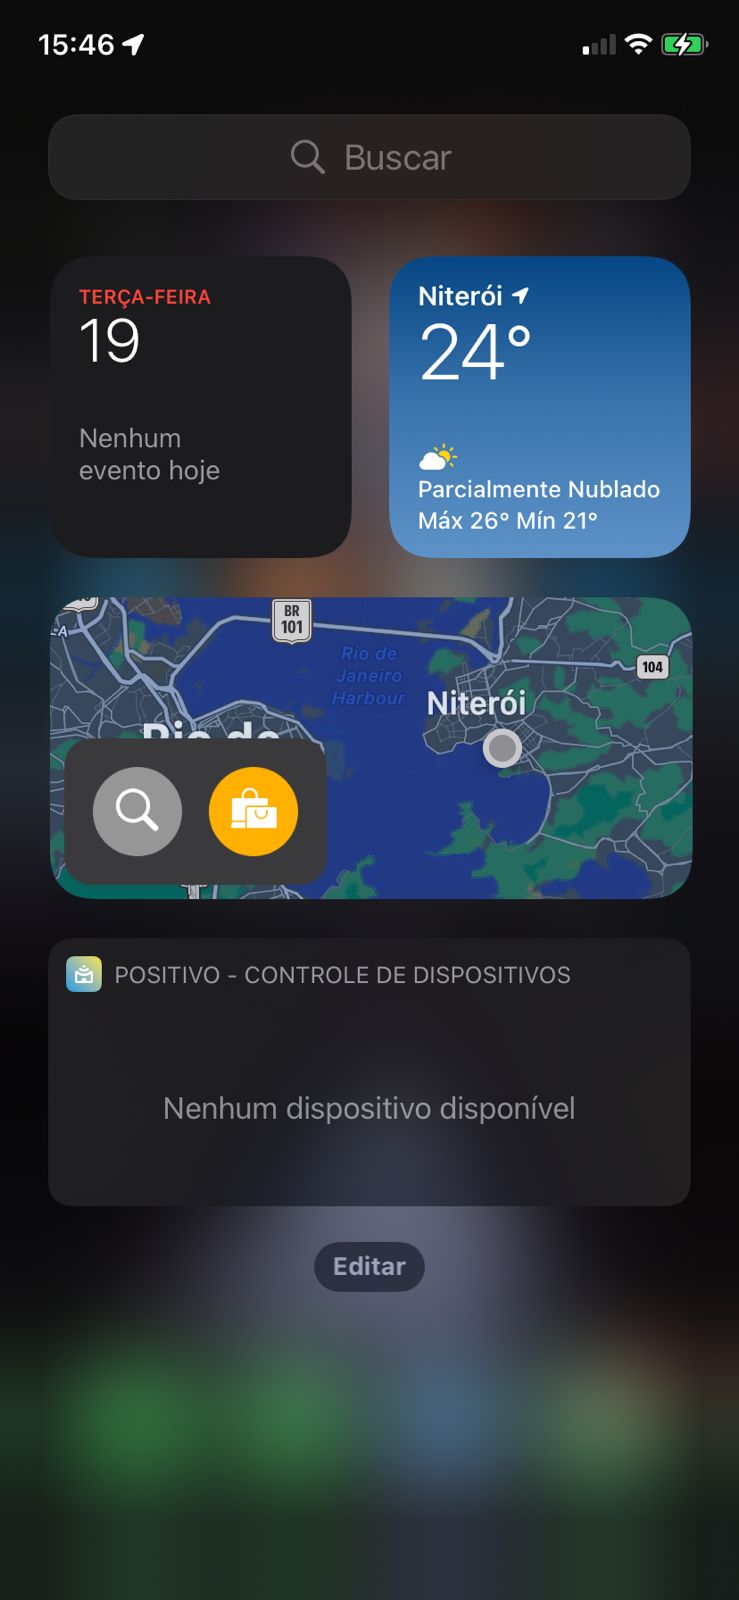 15:46
Buscar
TERÇA-FEIRA
19
Nenhum
evento hoje
Niterói
24°
Parcialmente Nublado
Máx 26° Mín 21°
BR
101
Rio de
Janeiro
Harbour
104
Niterói
Rio de
POSITIVO - CONTROLE DE DISPOSITIVOS
Nenhum dispositivo disponível
Editar